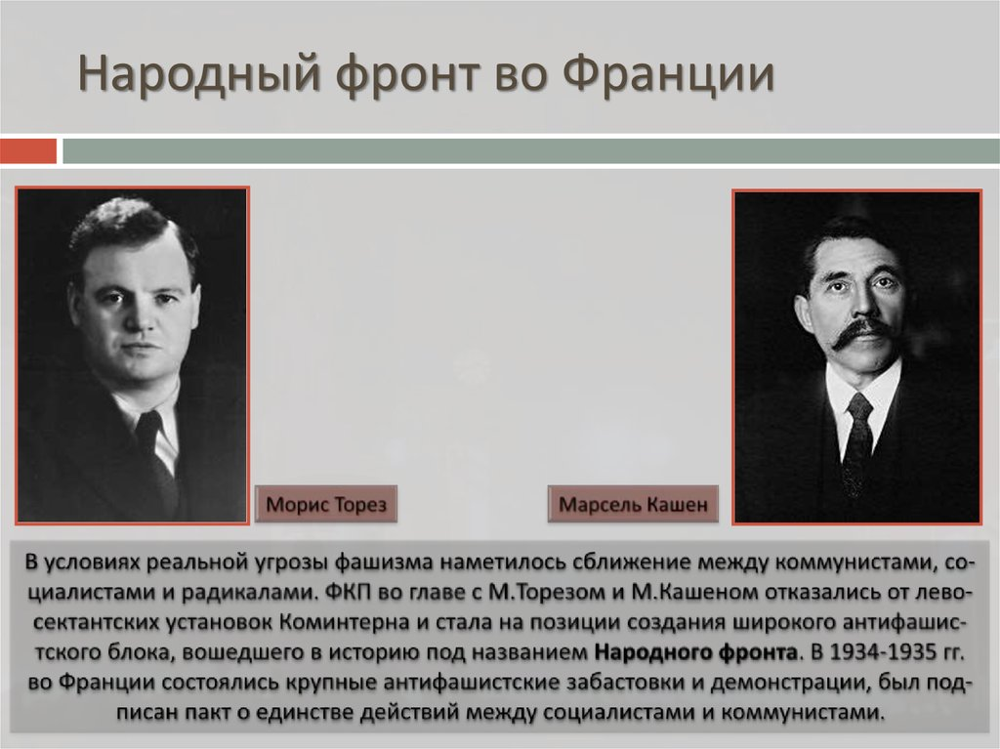 Народный фронт во Франции
Морис Торез
Марсель Кашен
В условиях реальной угрозы фашизма наметилось сближение между коммунистами, со-
циалистами и радикалами. ФКП во главе с М.Торезом и М.Кашеном отказались от лево-
сектантских установок Коминтерна и стала на позиции создания широкого антифашис-
тского блока, вошедшего в историю под названием Народного фронта. В 1934-1935 гг.
во Франции состоялись крупные антифашистские забастовки и демонстрации, был под-
писан пакт о единстве действий между социалистами и коммунистами.